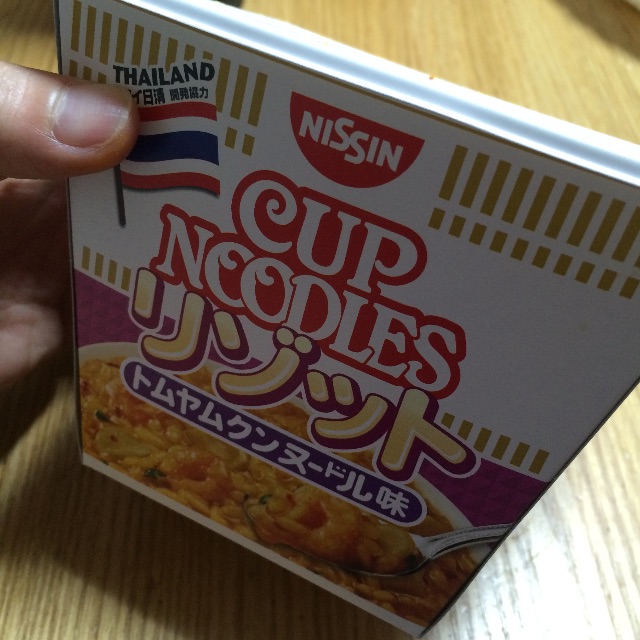 THAILAND
イ日清 開発協力
NISSIN
CUP
NOODLES
リゾット
トムヤムクンヌードル味